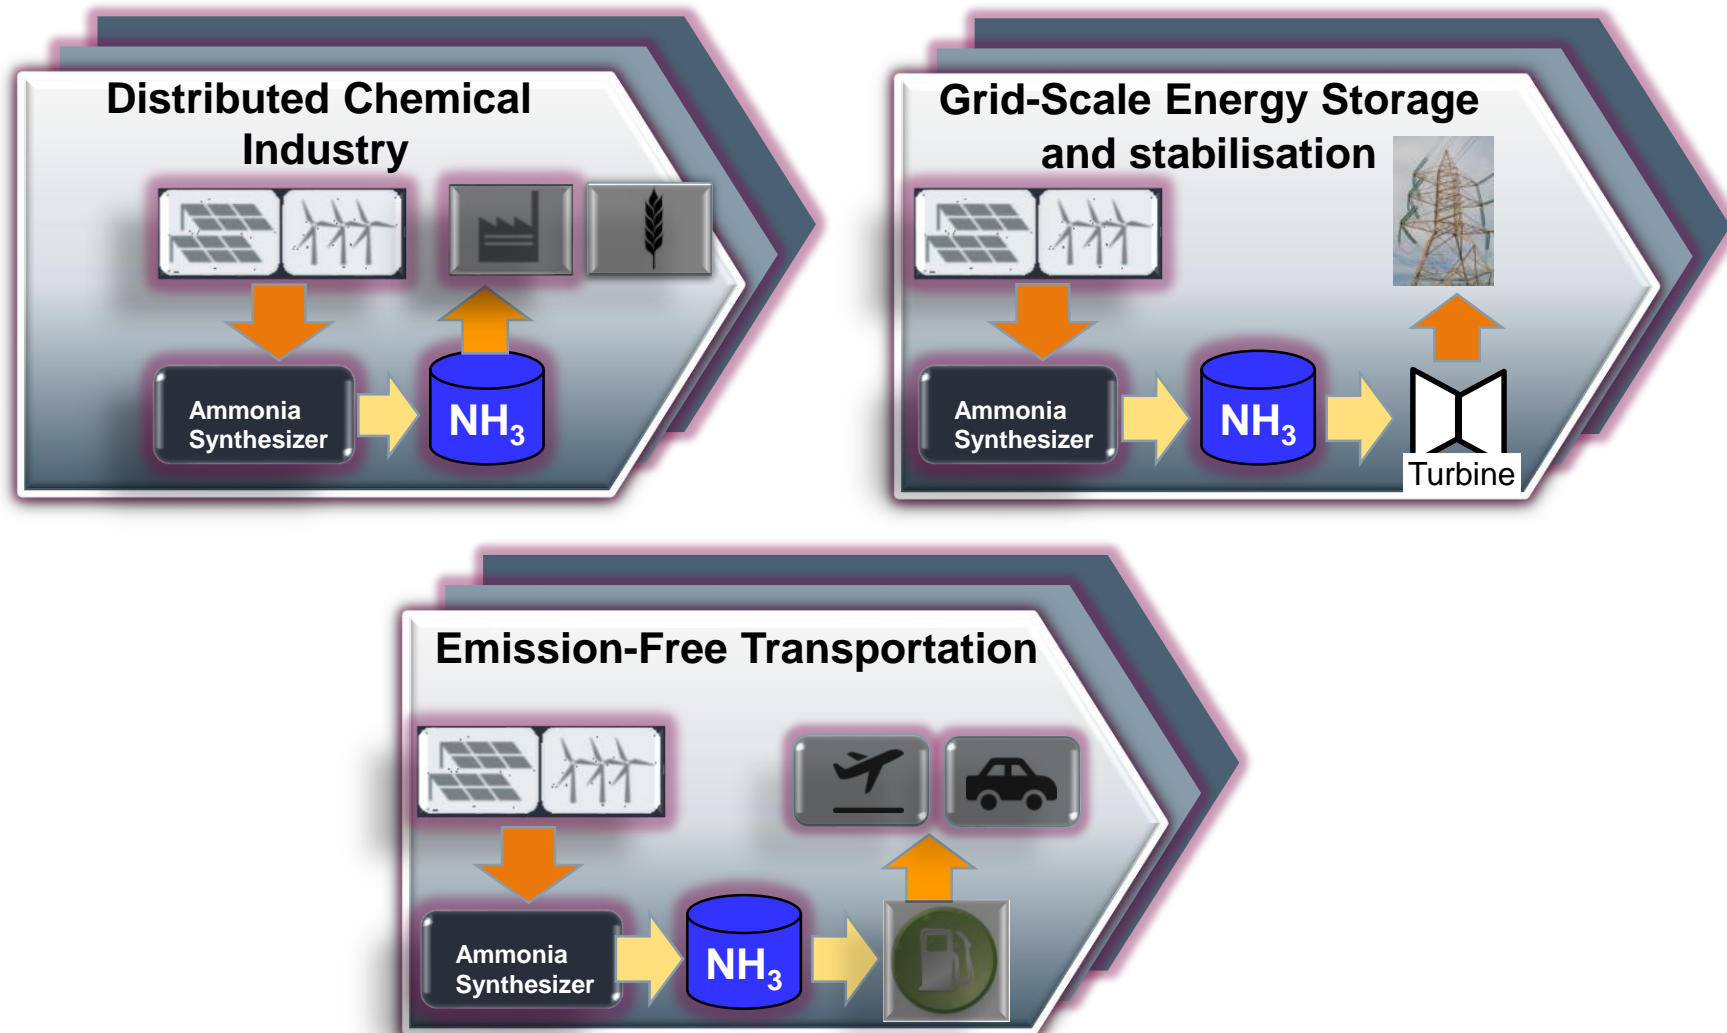 Distributed Chemical
Industry
Ammonia
Synthesizer
NH₃
Grid-Scale Energy Storage
and stabilisation
Ammonia
Synthesizer
NH₃
Turbine
Emission-Free Transportation
Ammonia
Synthesizer
NH₃